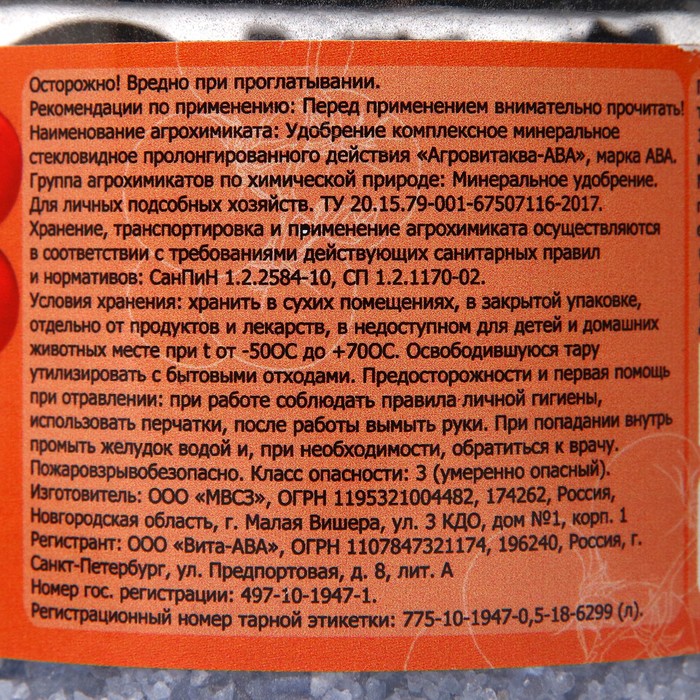 Осторожно! Вредно при проглатывании.
Рекомендации по применению: Перед применением внимательно прочитать!
Наименование агрохимиката: Удобрение комплексное минеральное
стекловидное пролонгированного действия «Агровитаква-АВА», марка АВА.
Группа агрохимикатов по химической природе: Минеральное удобрение.
Для личных подсобных хозяйств. ТУ 20.15.79-001-67507116-2017.
Хранение, транспортировка и применение агрохимиката осуществляются
в соответствии с требованиями действующих санитарных правил
и нормативов: СанПиН 1.2.2584-10, СП 1.2.1170-02.
Условия хранения: хранить в сухих помещениях, в закрытой упаковке,
отдельно от продуктов и лекарств, в недоступном для детей и домашних
животных месте при t от -50ОС до +70ОС. Освободившуюся тару
утилизировать с бытовыми отходами. Предосторожности и первая помощь
при отравлении: при работе соблюдать правила личной гигиены,
использовать перчатки, после работы вымыть руки. При попадании внутрь
промыть желудок водой и, при необходимости, обратиться к врачу.
Пожаровзрывобезопасно. Класс опасности: 3 (умеренно опасный).
Изготовитель: ООО «МВСЗ», ОГРН 1195321004482, 174262, Россия,
Новгородская область, г. Малая Вишера, ул. 3 КДО, дом №1, корп. 1
Регистрант: ООО «Вита-АВА», ОГРН 1107847321174, 196240, Россия, г.
Санкт-Петербург, ул. Предпортовая, д. 8, лит. А
Номер гос. регистрации: 497-10-1947-1.
Регистрационный номер тарной этикетки: 775-10-1947-0,5-18-6299 (л).